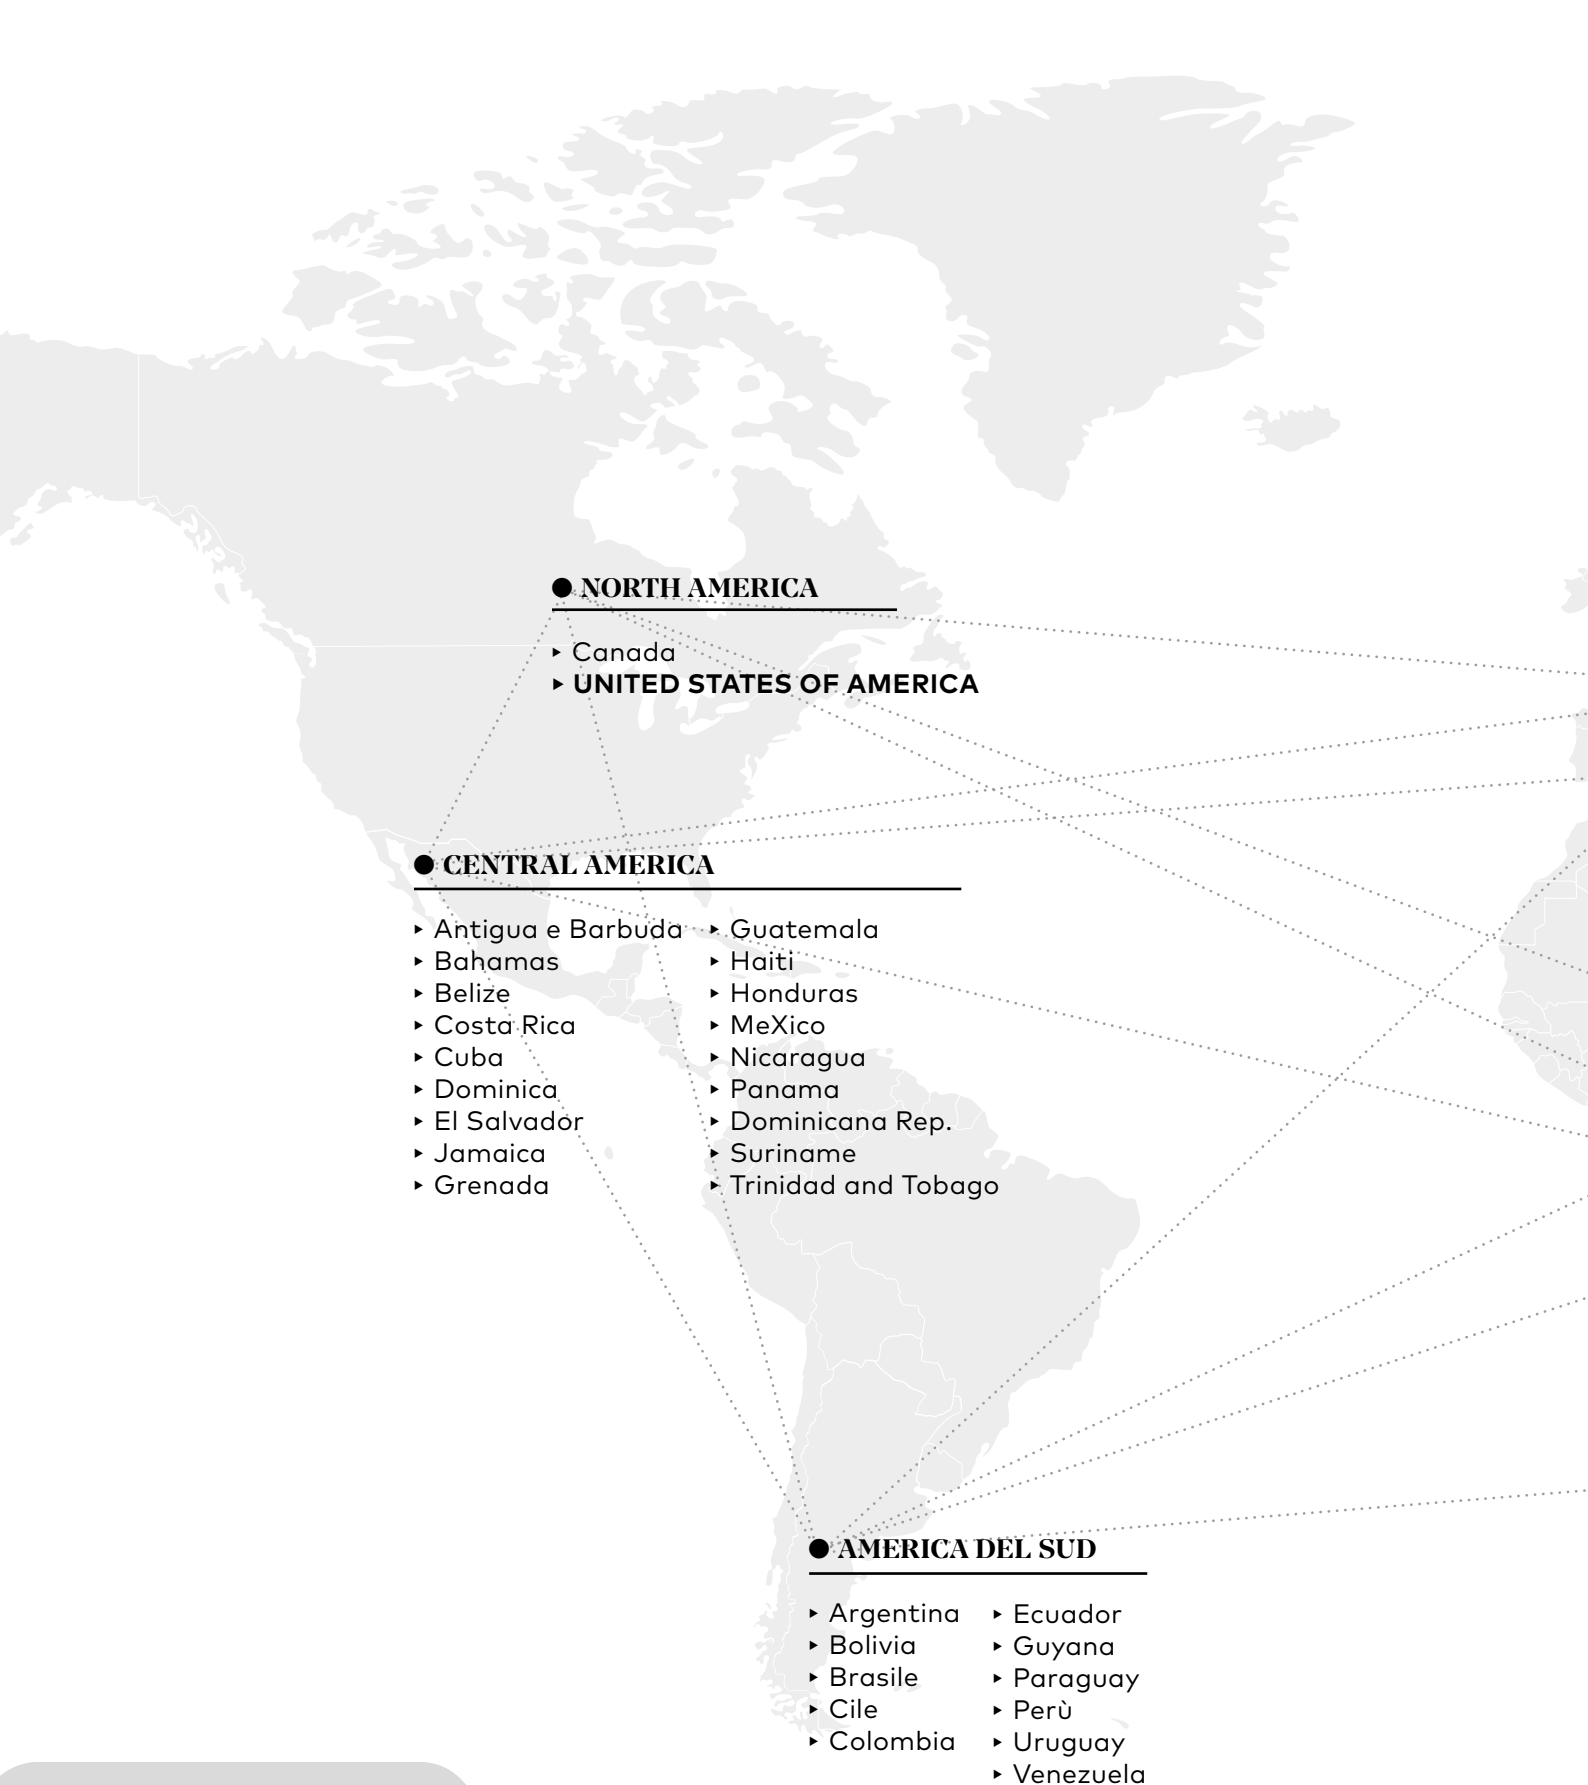 NORTH AMERICA
Canada
UNITED STATES OF AMERICA
CENTRAL AMERICA
Antigua e Barbuda
Bahamas
Belize
Costa Rica
Cuba
Dominica
El Salvador
Jamaica
Grenada
Guatemala
Haiti
Honduras
MeXico
Nicaragua
Panama
Dominicana Rep.
Suriname
Trinidad and Tobago
AMERICA DEL SUD
Argentina
Bolivia
Brasile
Cile
Colombia
Ecuador
Guyana
Paraguay
Perù
Uruguay
Venezuela